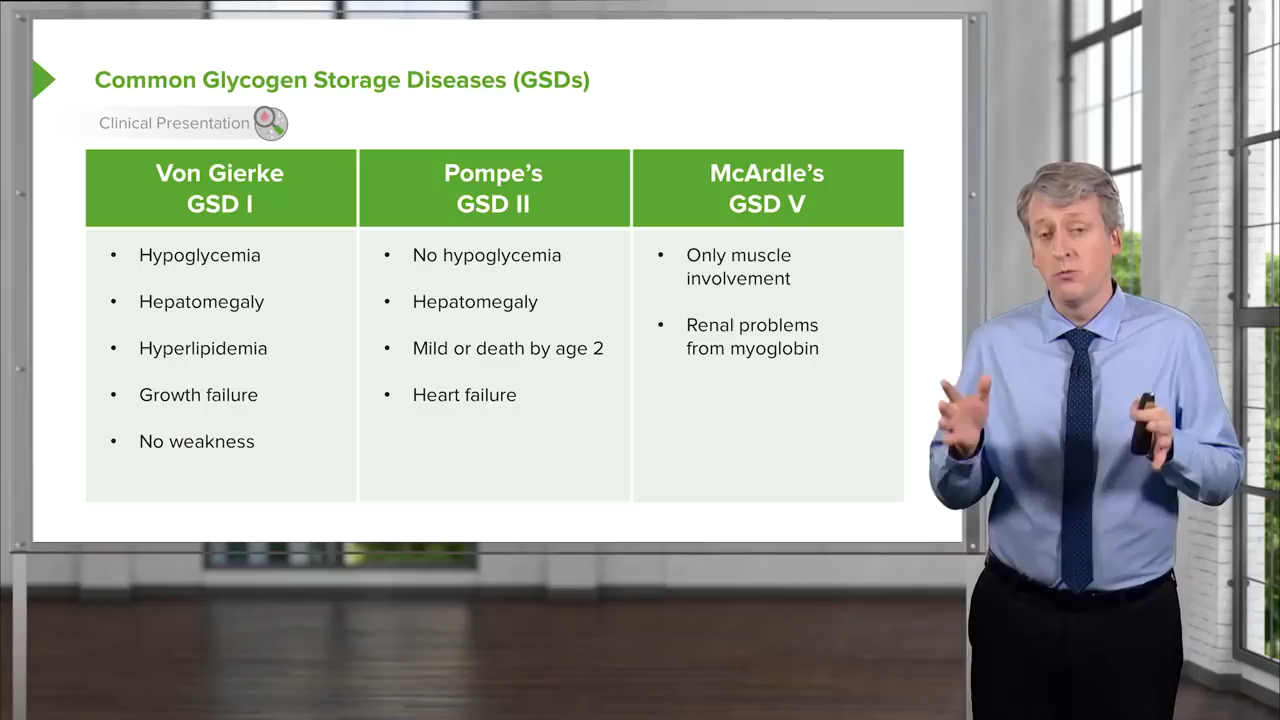 Common Glycogen Storage Diseases (GSDs)
Clinical Presentation
Von Gierke
GSD I
Pompe’s
GSD II
McArdle’s
GSD V
• Hypoglycemia
• Hepatomegaly
• Hyperlipidemia
• Growth failure
• No weakness
• No hypoglycemia
• Hepatomegaly
• Mild or death by age 2
• Heart failure
• Only muscle
involvement
• Renal problems
from myoglobin